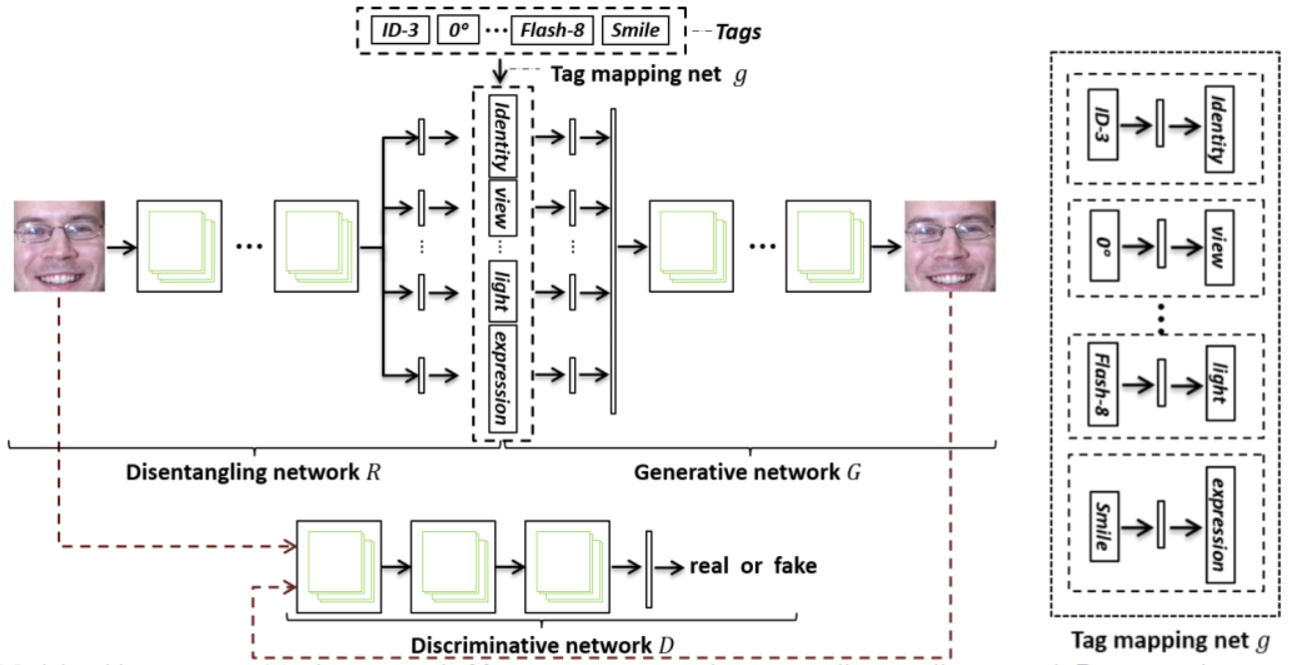 ID-3 0° ... Flash-8 Smile Tags
Tag mapping net g
Identity
view
light
expression
Disentangling network R
Generative network G
real or fake
Discriminative network D
ID-3 Identity
0° view
Flash-8 light
Smile expression
Tag mapping net g